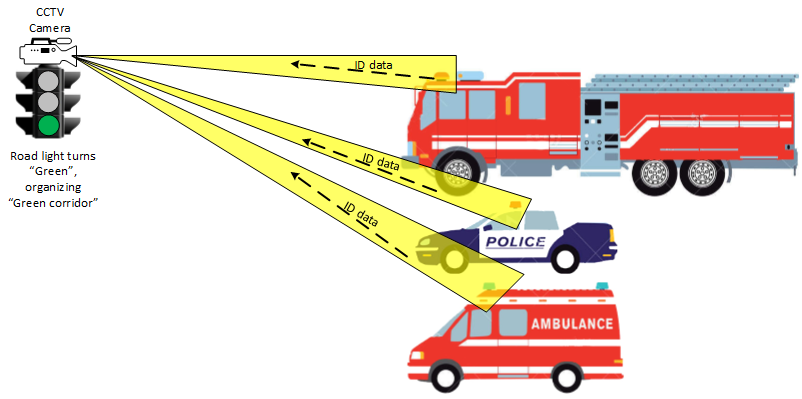 CCTV
Camera
ID data
Road light turns
“Green”,
organizing
“Green corridor”
ID data
ID data
POLICE
AMBULANCE